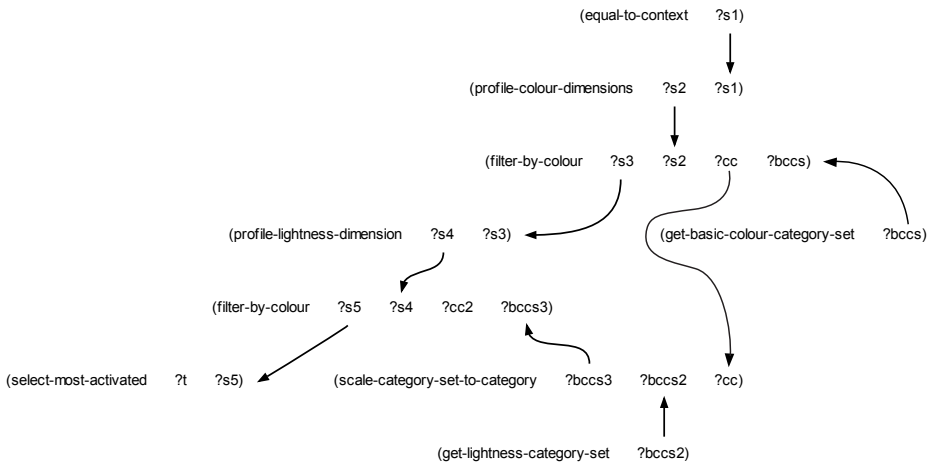 (equal-to-context ?s1)
(profile-colour-dimensions ?s2 ?s1)
(filter-by-colour ?s3 ?s2 ?cc ?bccs)
(profile-lightness-dimension ?s4 ?s3)
(get-basic-colour-category-set ?bccs)
(filter-by-colour ?s5 ?s4 ?cc2 ?bccs3)
(select-most-activated ?t ?s5)
(scale-category-set-to-category ?bccs3 ?bccs2 ?cc)
(get-lightness-category-set ?bccs2)